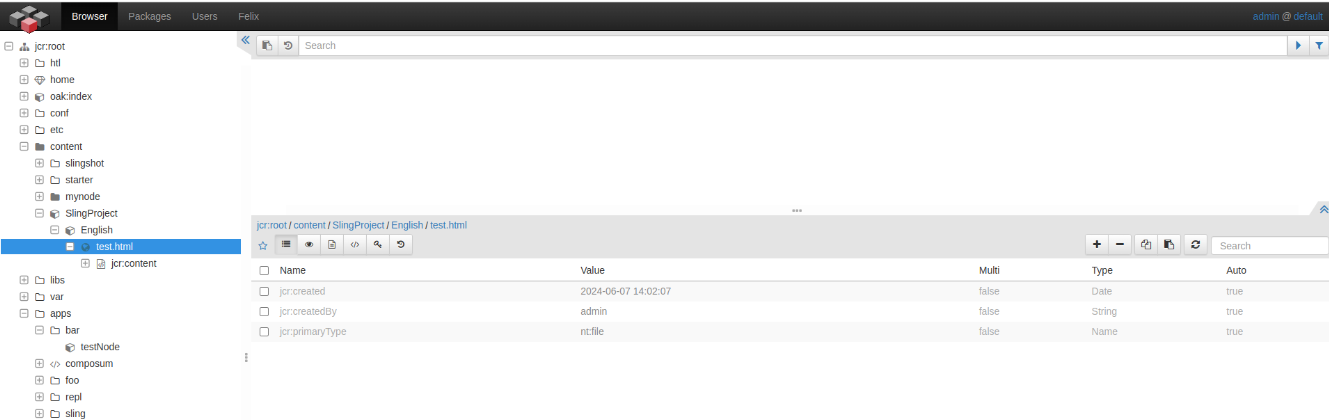 Browser Packages Users Felix admin @ default
jcr:root
htl
home
oak:index
conf
etc
content
slingshot
starter
mynode
SlingProject
English
test.html
jcr:content
libs
var
apps
bar
testNode
composum
foo
repl
sling
Search
jcr:root / content / SlingProject / English / test.html
Search
Name Value Multi Type Auto
jcr:created 2024-06-07 14:02:07 false Date true
jcr:createdBy admin false String true
jcr:primaryType nt:file false Name true